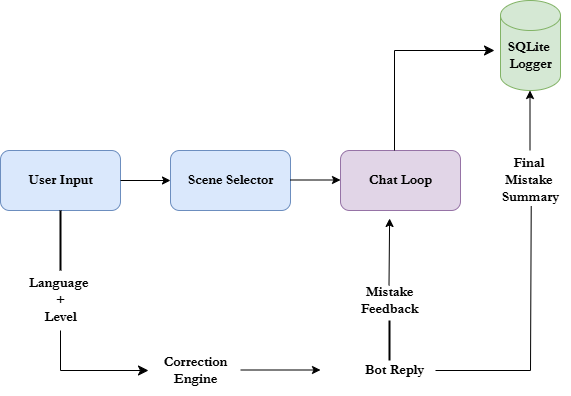 SQLite
Logger
User Input
Scene Selector
Chat Loop
Final
Mistake
Summary
Language
+
Level
Mistake
Feedback
Correction
Engine
Bot Reply